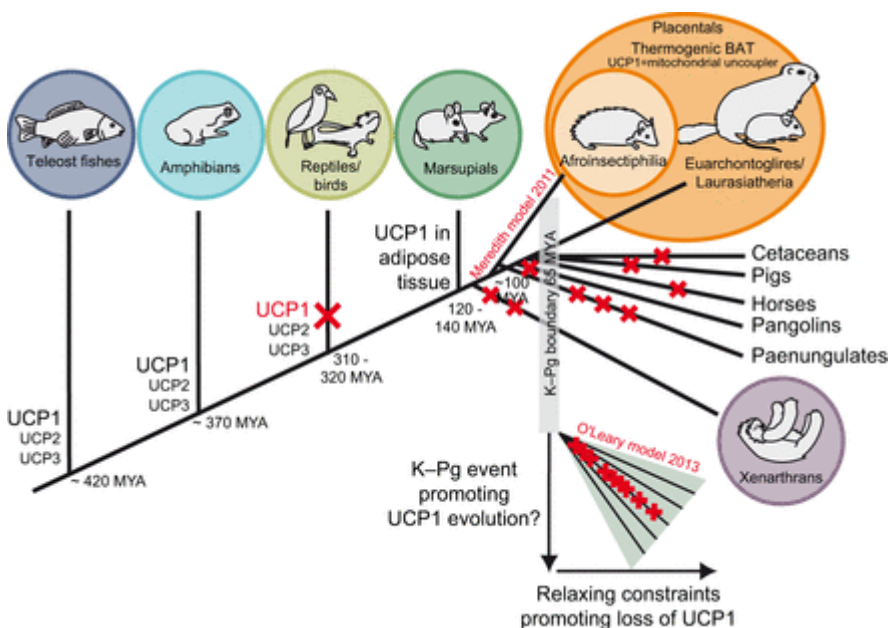 Placentals
Thermogenic BAT
UCP1=mitochondrial uncoupler
Teleost fishes
Amphibians
Reptiles/
birds
Marsupials
Afroinsectiphilia
Euarchontoglires/
Laurasiatheria
UCP1 in
adipose
tissue
Meredith model 2011
K–Pg boundary 65 MYA
~100
MYA
120 -
140 MYA
Cetaceans
Pigs
Horses
Pangolins
Paenungulates
UCP1
UCP2
UCP3
310 -
320 MYA
UCP1
UCP2
UCP3
~ 370 MYA
UCP1
UCP2
UCP3
~ 420 MYA
Xenarthrans
O'Leary model 2013
K–Pg event
promoting
UCP1 evolution?
Relaxing constraints
promoting loss of UCP1